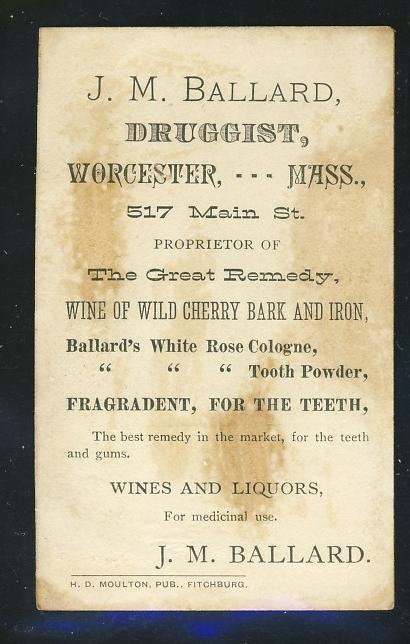 J. M. BALLARD,
DRUGGIST,
WORCESTER, --- MASS.,
517 Main St.
PROPRIETOR OF
The Great Remedy,
WINE OF WILD CHERRY BARK AND IRON,
Ballard's White Rose Cologne,
“ “ “ Tooth Powder,
FRAGRADENT, FOR THE TEETH,
The best remedy in the market, for the teeth
and gums.
WINES AND LIQUORS,
For medicinal use.
J. M. BALLARD.
H. D. MOULTON, PUB., FITCHBURG.